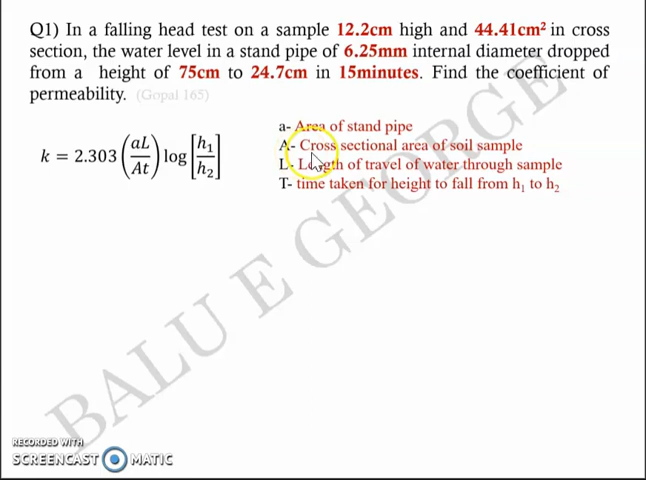 Q1) In a falling head test on a sample 12.2cm high and 44.41cm² in cross
section, the water level in a stand pipe of 6.25mm internal diameter dropped
from a height of 75cm to 24.7cm in 15minutes. Find the coefficient of
permeability. (Gopal 165)
k = 2.303 (aL/At) log [h₁/h₂]
a- Area of stand pipe
A- Cross sectional area of soil sample
L- Length of travel of water through sample
T- time taken for height to fall from h₁ to h₂
BALU E GEORGE
RECORDED WITH
SCREENCAST MATIC